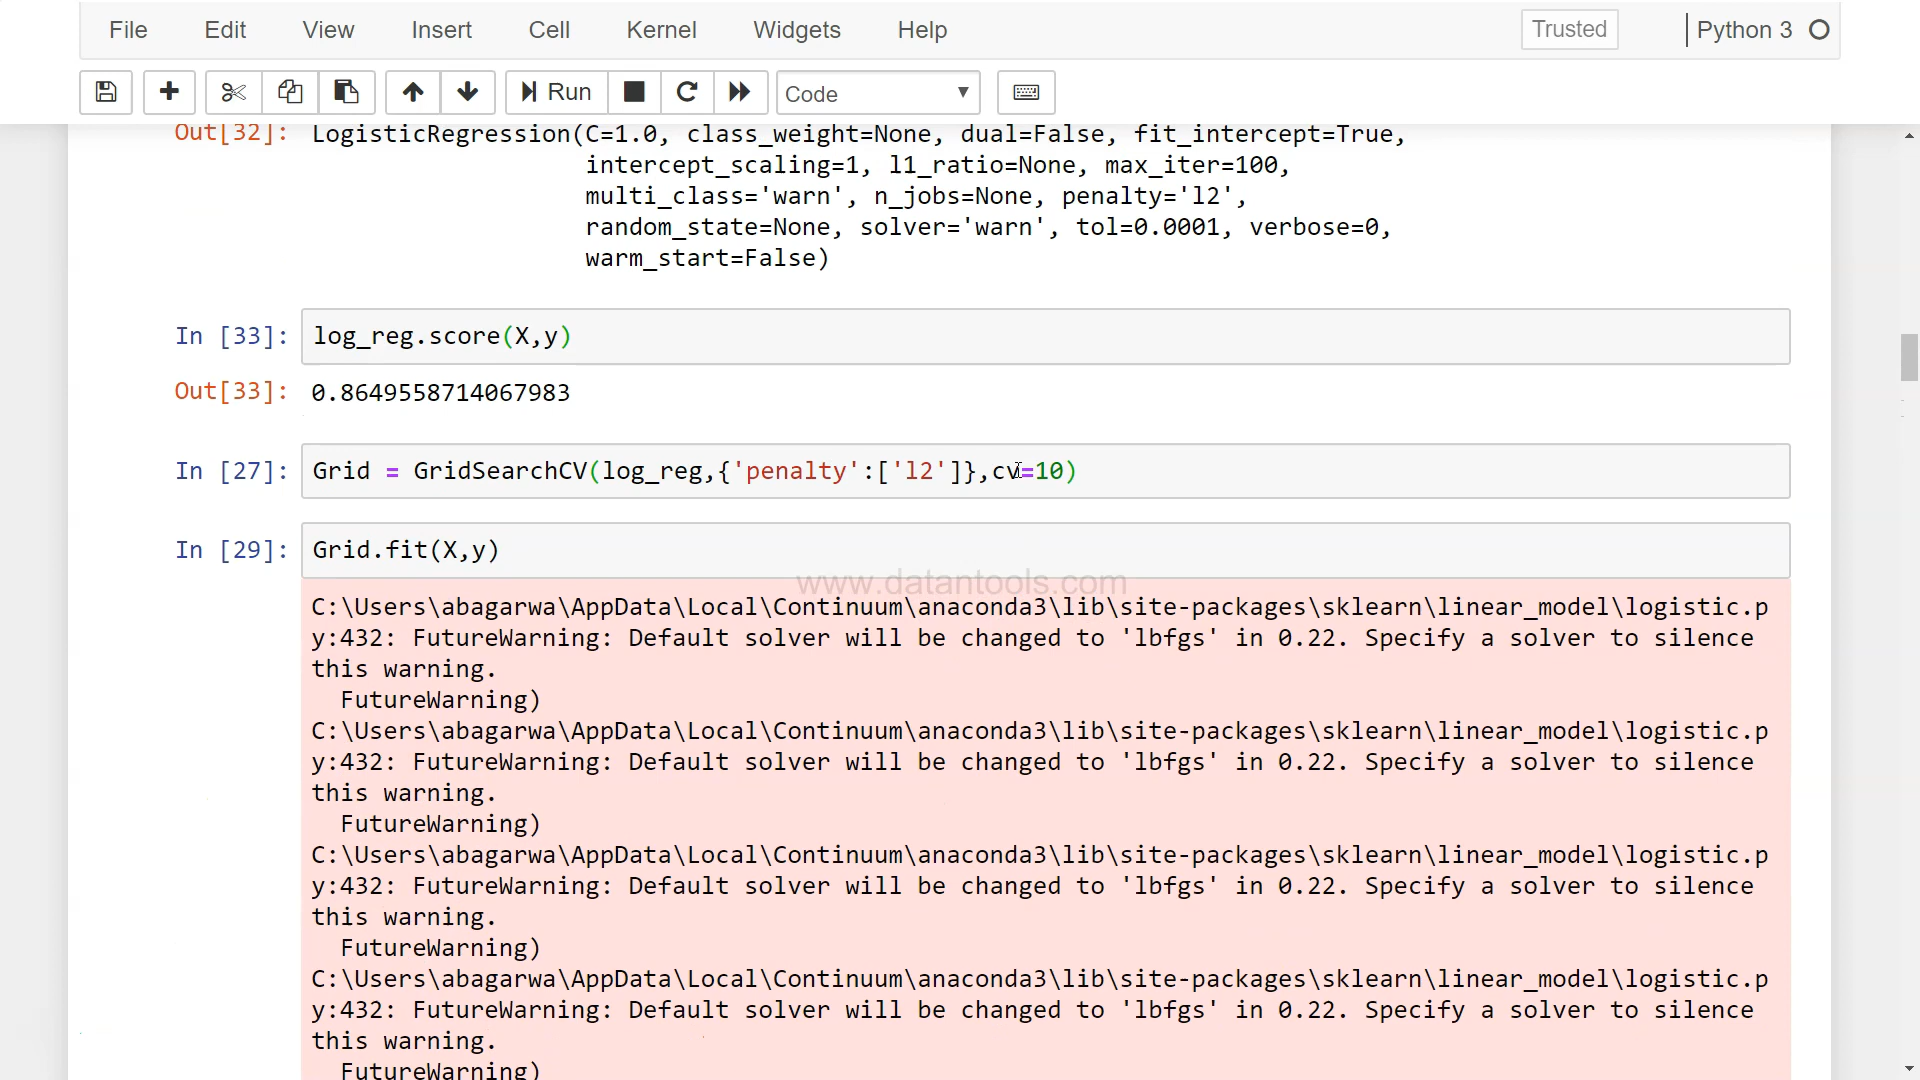 File Edit View Insert Cell Kernel Widgets Help Trusted Python 3
Run Code
Out[32]: LogisticRegression(C=1.0, class_weight=None, dual=False, fit_intercept=True,
intercept_scaling=1, l1_ratio=None, max_iter=100,
multi_class='warn', n_jobs=None, penalty='l2',
random_state=None, solver='warn', tol=0.0001, verbose=0,
warm_start=False)
In [33]: log_reg.score(X,y)
Out[33]: 0.8649558714067983
In [27]: Grid = GridSearchCV(log_reg,{'penalty':['l2']},cv=10)
In [29]: Grid.fit(X,y)
www.datantools.com
C:\Users\abagarwa\AppData\Local\Continuum\anaconda3\lib\site-packages\sklearn\linear_model\logistic.p
y:432: FutureWarning: Default solver will be changed to 'lbfgs' in 0.22. Specify a solver to silence
this warning.
FutureWarning)
C:\Users\abagarwa\AppData\Local\Continuum\anaconda3\lib\site-packages\sklearn\linear_model\logistic.p
y:432: FutureWarning: Default solver will be changed to 'lbfgs' in 0.22. Specify a solver to silence
this warning.
FutureWarning)
C:\Users\abagarwa\AppData\Local\Continuum\anaconda3\lib\site-packages\sklearn\linear_model\logistic.p
y:432: FutureWarning: Default solver will be changed to 'lbfgs' in 0.22. Specify a solver to silence
this warning.
FutureWarning)
C:\Users\abagarwa\AppData\Local\Continuum\anaconda3\lib\site-packages\sklearn\linear_model\logistic.p
y:432: FutureWarning: Default solver will be changed to 'lbfgs' in 0.22. Specify a solver to silence
this warning.
FutureWarning)